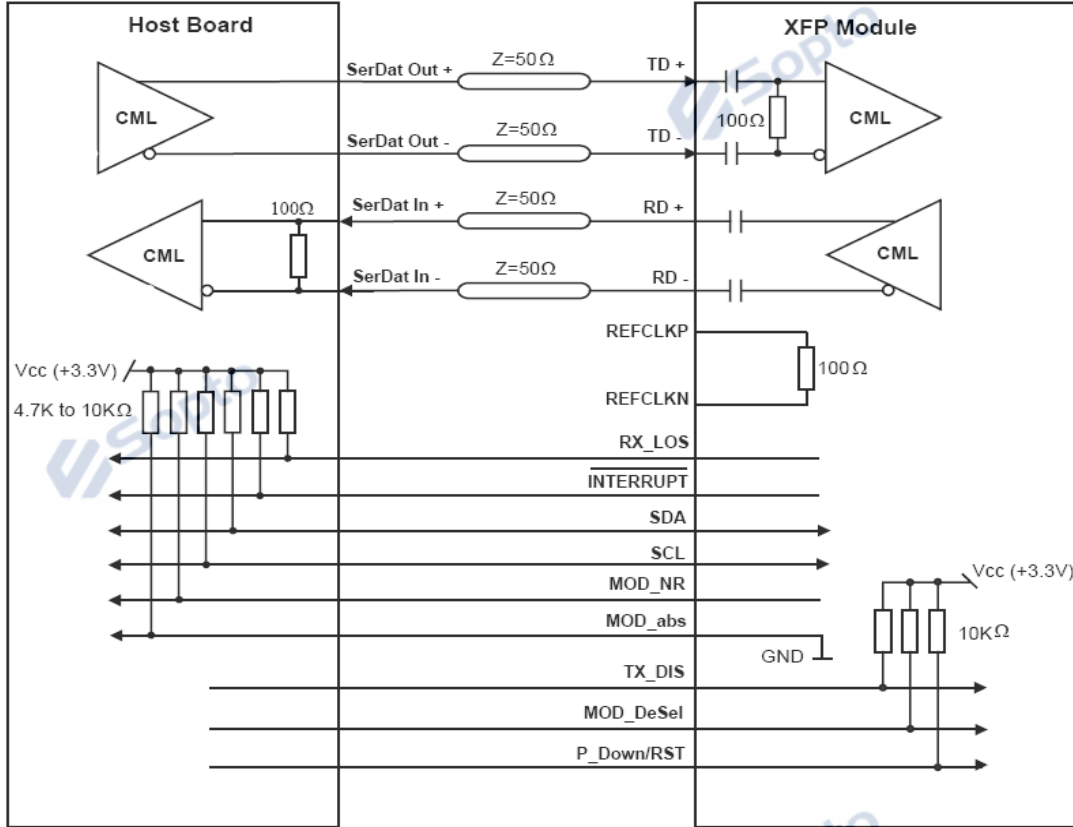 Host Board
XFP Module
SerDat Out +
Z=50Ω
TD +
CML
100Ω
CML
SerDat Out -
Z=50Ω
TD -
100Ω
SerDat In +
Z=50Ω
RD +
CML
CML
SerDat In -
Z=50Ω
RD -
REFCLKP
100Ω
REFCLKN
Vcc (+3.3V)
4.7K to 10KΩ
RX_LOS
INTERRUPT
SDA
SCL
MOD_NR
MOD_abs
Vcc (+3.3V)
10KΩ
GND
TX_DIS
MOD_DeSel
P_Down/RST
Sopto
Sopto